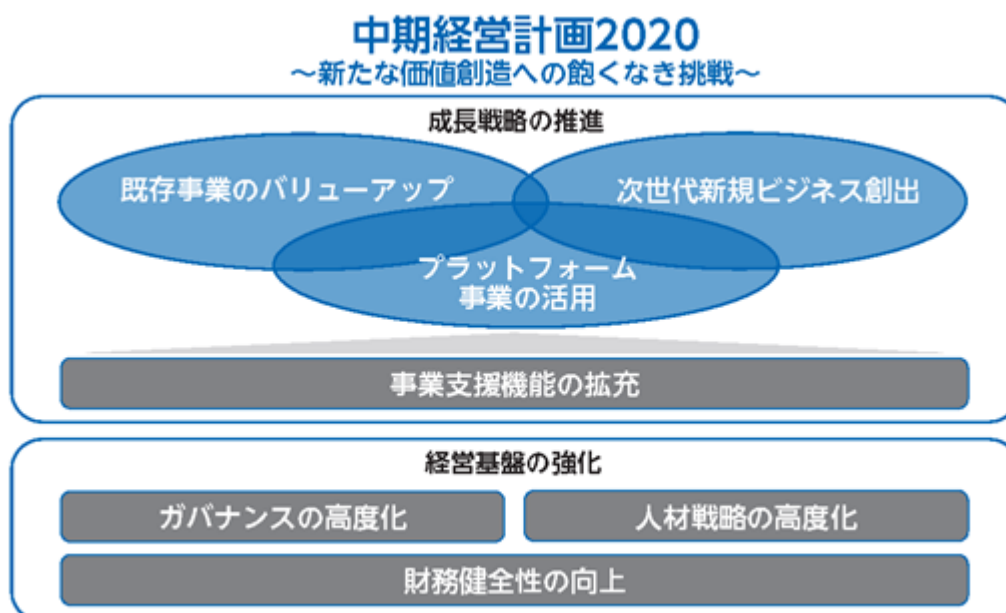 中期経営計画2020
～新たな価値創造への飽くなき挑戦～
成長戦略の推進
既存事業のバリューアップ
次世代新規ビジネス創出
プラットフォーム
事業の活用
事業支援機能の拡充
経営基盤の強化
ガバナンスの高度化
人材戦略の高度化
財務健全性の向上